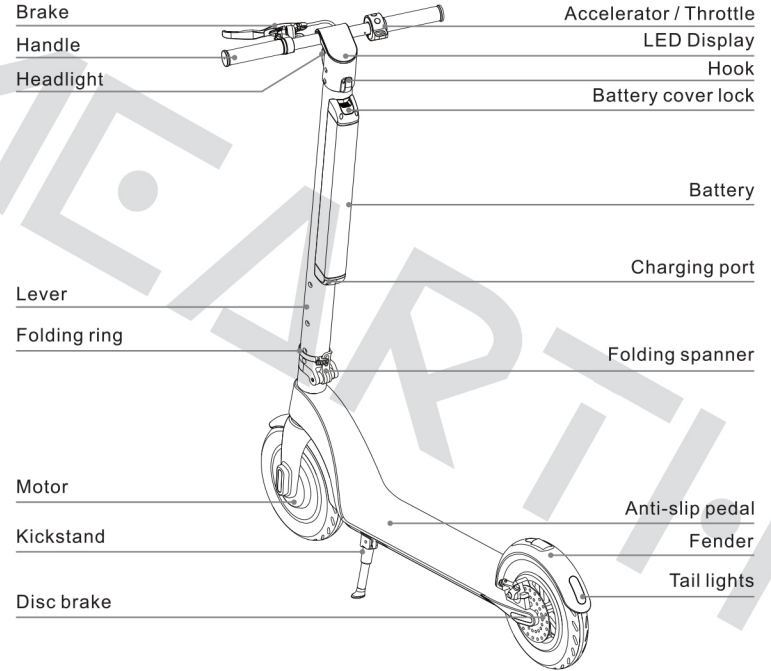 Brake
Handle
Headlight
Lever
Folding ring
Motor
Kickstand
Disc brake
Accelerator / Throttle
LED Display
Hook
Battery cover lock
Battery
Charging port
Folding spanner
Anti-slip pedal
Fender
Tail lights